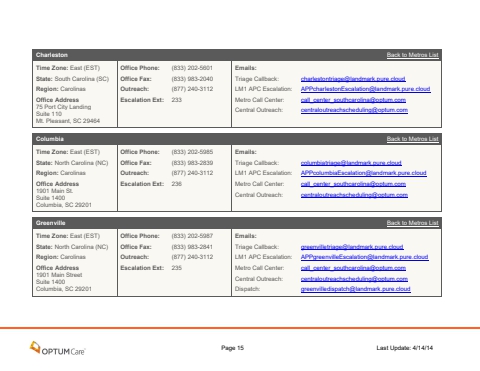 Charleston Back to Metros List
Time Zone: East (EST) Office Phone: (833) 202-5601 Emails:
State: South Carolina (SC) Office Fax: (833) 983-2040 Triage Callback: charlestontriage@landmark.pure.cloud
Region: Carolinas Outreach: (877) 240-3112 LM1 APC Escalation: APPcharlestonEscalation@landmark.pure.cloud
Office Address Escalation Ext: 233 Metro Call Center: call_center_southcarolina@optum.com
75 Port City Landing
Suite 110 Central Outreach: centraloutreachscheduling@optum.com
Mt. Pleasant, SC 29464
Columbia Back to Metros List
Time Zone: East (EST) Office Phone: (833) 202-5985 Emails:
State: North Carolina (NC) Office Fax: (833) 983-2839 Triage Callback: columbiatriage@landmark.pure.cloud
Region: Carolinas Outreach: (877) 240-3112 LM1 APC Escalation: APPcolumbiaEscalation@landmark.pure.cloud
Office Address Escalation Ext: 236 Metro Call Center: call_center_southcarolina@optum.com
1901 Main St.
Suite 1400 Central Outreach: centraloutreachscheduling@optum.com
Columbia, SC 29201
Greenville Back to Metros List
Time Zone: East (EST) Office Phone: (833) 202-5987 Emails:
State: North Carolina (NC) Office Fax: (833) 983-2841 Triage Callback: greenvilletriage@landmark.pure.cloud
Region: Carolinas Outreach: (877) 240-3112 LM1 APC Escalation: APPgreenvilleEscalation@landmark.pure.cloud
Office Address Escalation Ext: 235 Metro Call Center: call_center_southcarolina@optum.com
1901 Main Street
Suite 1400 Central Outreach: centraloutreachscheduling@optum.com
Columbia, SC 29201 Dispatch: greenvilledispatch@landmark.pure.cloud
OPTUMCare Page 15 Last Update: 4/14/14